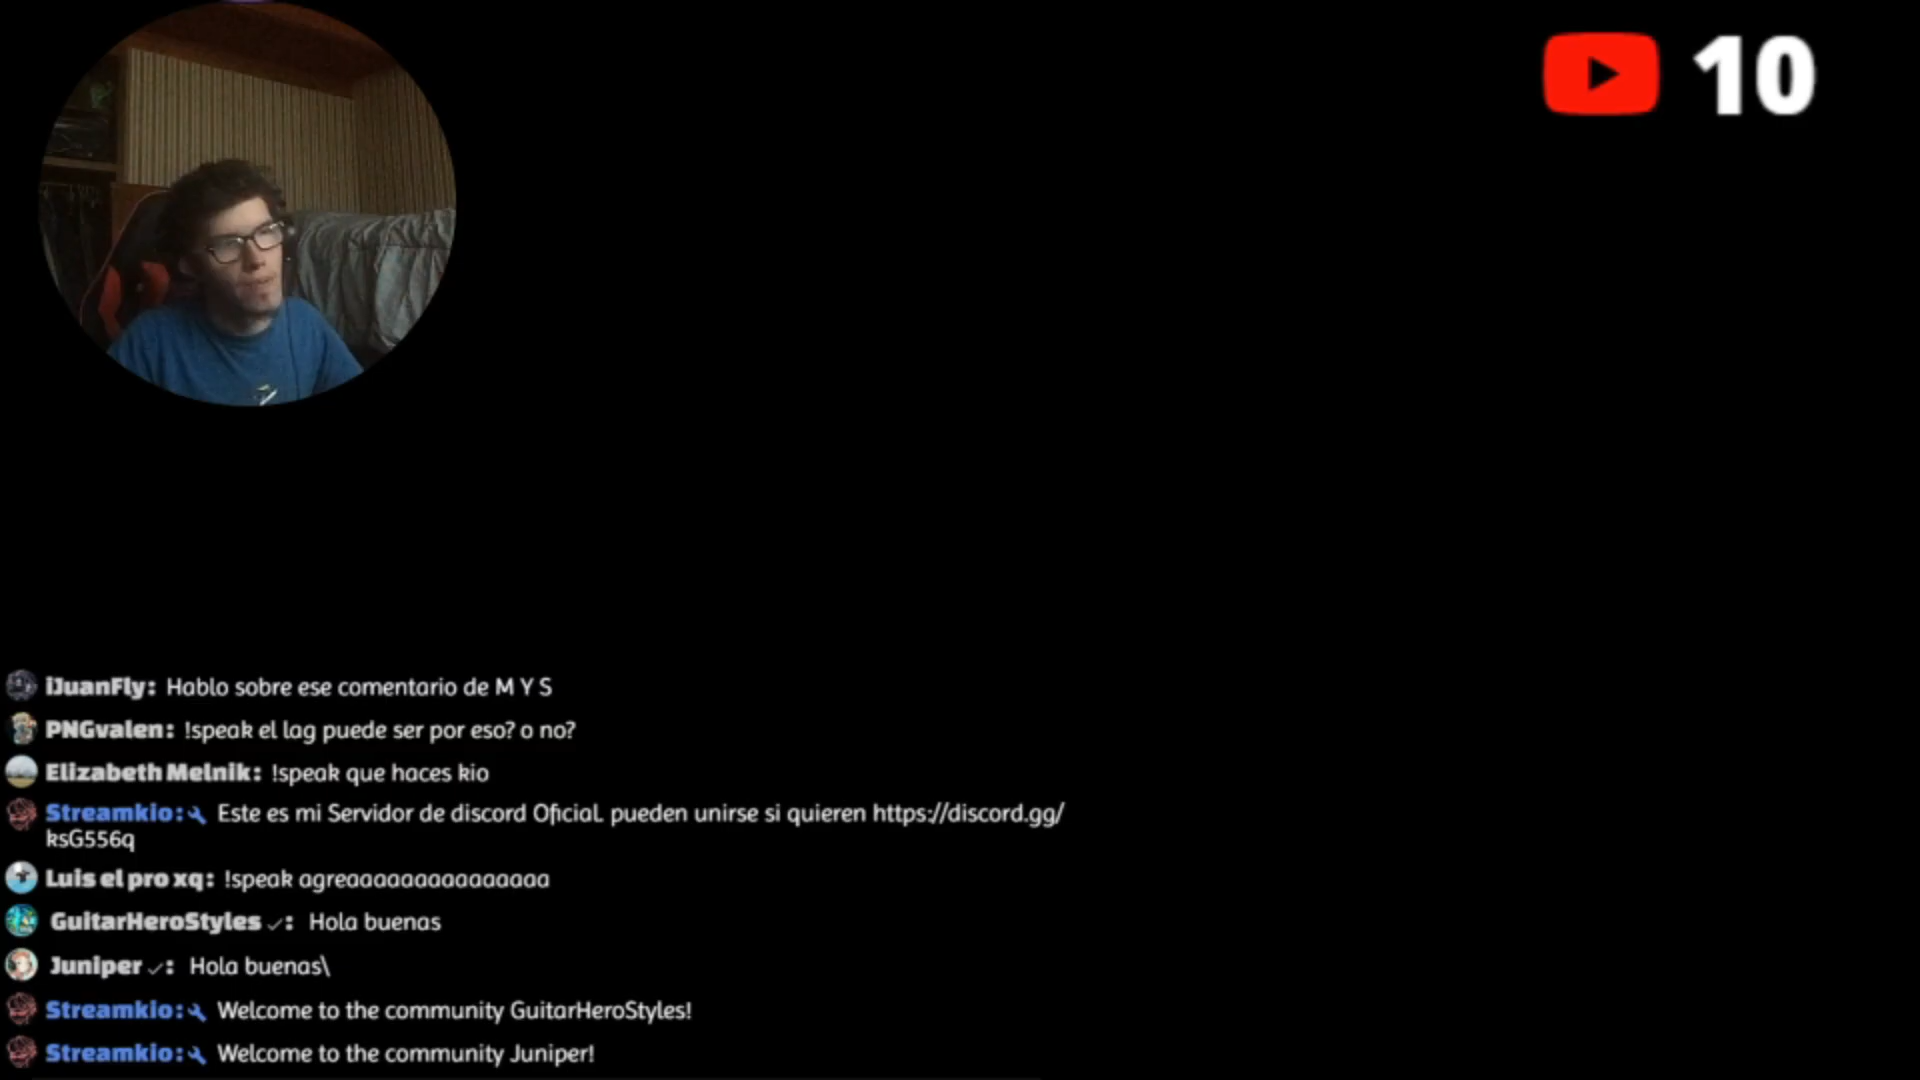 10
iJuanFly: Hablo sobre ese comentario de M Y S
PNGvalen: !speak el lag puede ser por eso? o no?
Elizabeth Melnik: !speak que haces kio
Streamkio: Este es mi Servidor de discord Oficial. pueden unirse si quieren https://discord.gg/
ksG556q
Luis el pro xq: !speak agreaaaaaaaaaaaaaaa
GuitarHeroStyles ✓: Hola buenas
Juniper ✓: Hola buenas\
Streamkio: Welcome to the community GuitarHeroStyles!
Streamkio: Welcome to the community Juniper!